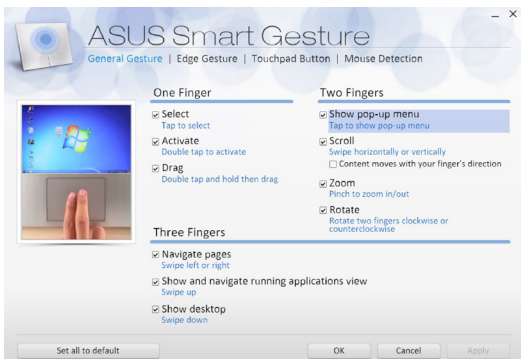 ASUS Smart Gesture
General Gesture | Edge Gesture | Touchpad Button | Mouse Detection
One Finger
Select
Tap to select
Activate
Double tap to activate
Drag
Double tap and hold then drag
Two Fingers
Show pop-up menu
Tap to show pop-up menu
Scroll
Swipe horizontally or vertically
Content moves with your finger's direction
Zoom
Pinch to zoom in/out
Rotate
Rotate two fingers clockwise or
counterclockwise
Three Fingers
Navigate pages
Swipe left or right
Show and navigate running applications view
Swipe up
Show desktop
Swipe down
Set all to default
OK
Cancel
Apply